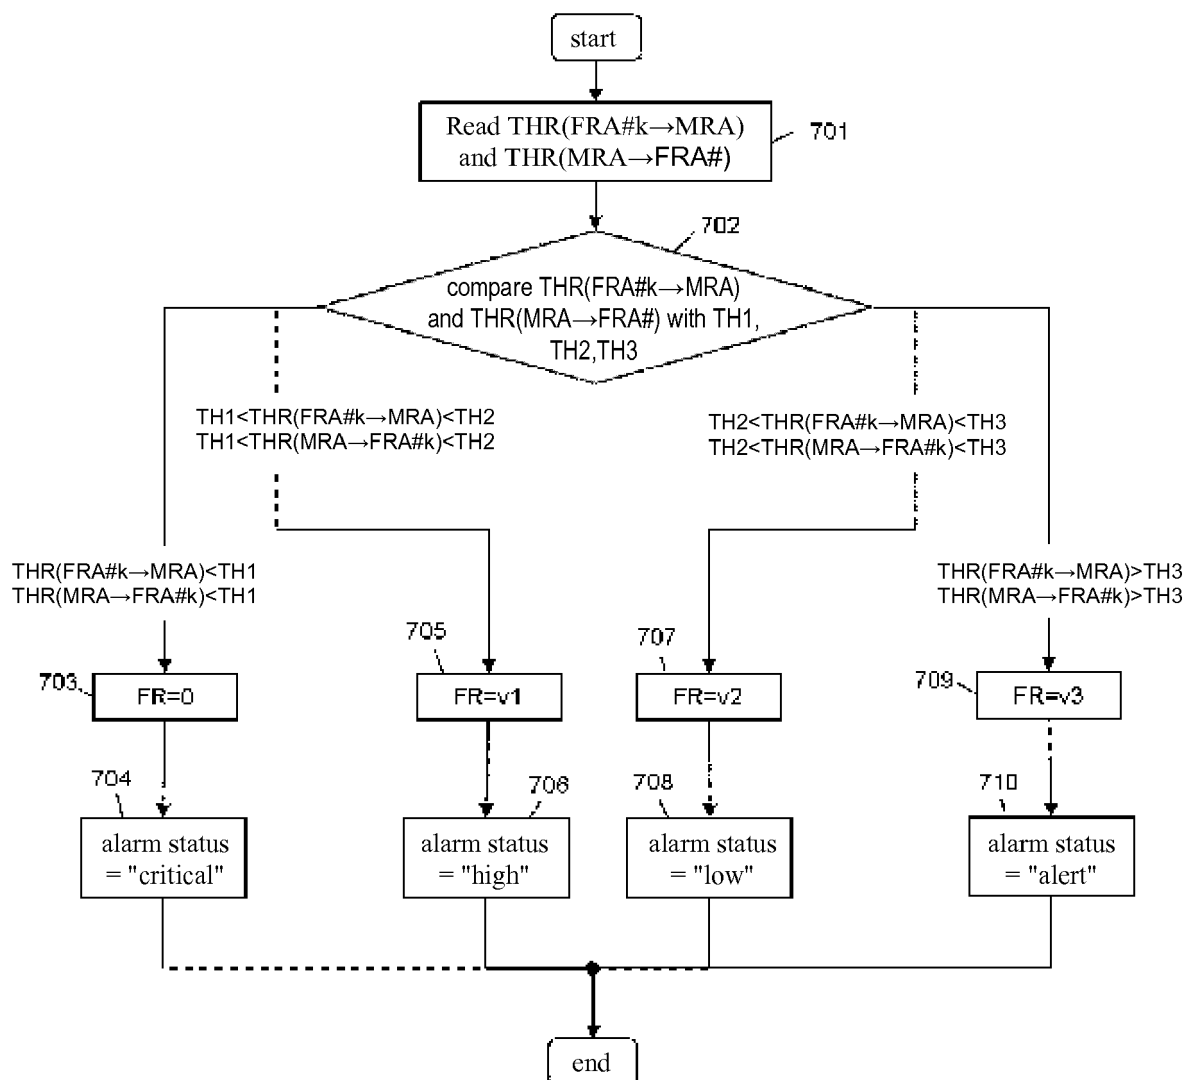 start
Read THR(FRA#k→MRA)
and THR(MRA→FRA#)
701
702
compare THR(FRA#k→MRA)
and THR(MRA→FRA#) with TH1,
TH2,TH3
TH1<THR(FRA#k→MRA)<TH2
TH1<THR(MRA→FRA#k)<TH2
TH2<THR(FRA#k→MRA)<TH3
TH2<THR(MRA→FRA#k)<TH3
THR(FRA#k→MRA)<TH1
THR(MRA→FRA#k)<TH1
THR(FRA#k→MRA)>TH3
THR(MRA→FRA#k)>TH3
703
FR=0
705
FR=v1
707
FR=v2
709
FR=v3
704
alarm status
= "critical"
706
alarm status
= "high"
708
alarm status
= "low"
710
alarm status
= "alert"
end